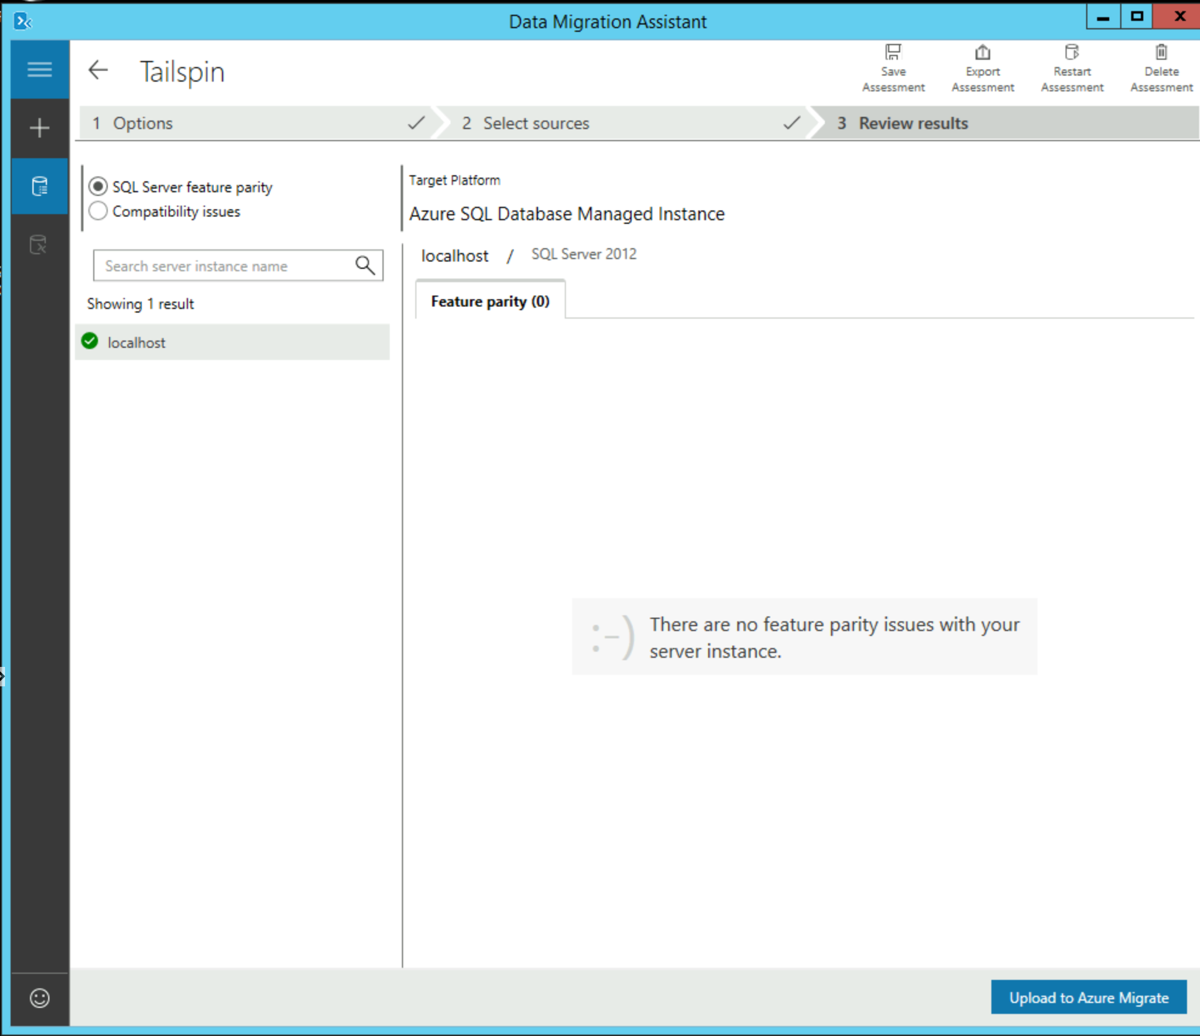 Data Migration Assistant
Tailspin
Save
Assessment
Export
Assessment
Restart
Assessment
Delete
Assessment
1 Options
2 Select sources
3 Review results
SQL Server feature parity
Compatibility issues
Search server instance name
Showing 1 result
localhost
Target Platform
Azure SQL Database Managed Instance
localhost / SQL Server 2012
Feature parity (0)
:-)
There are no feature parity issues with your
server instance.
Upload to Azure Migrate